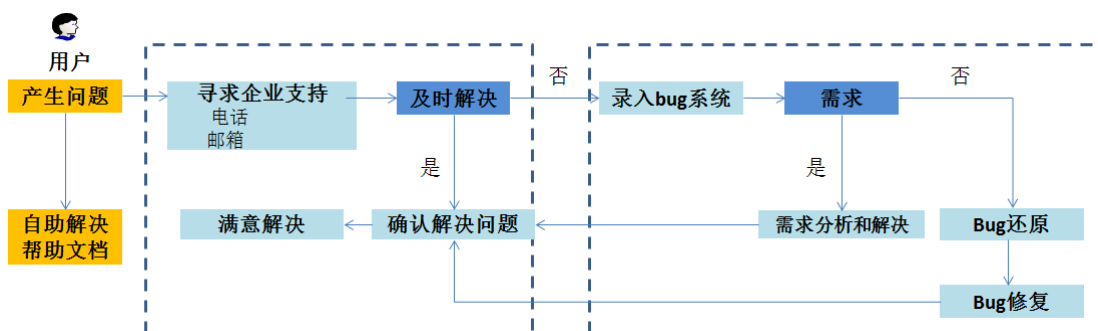 用户
产生问题
寻求企业支持
电话
邮箱
及时解决
否
录入bug系统
需求
否
是
是
自助解决
帮助文档
满意解决
确认解决问题
需求分析和解决
Bug还原
Bug修复